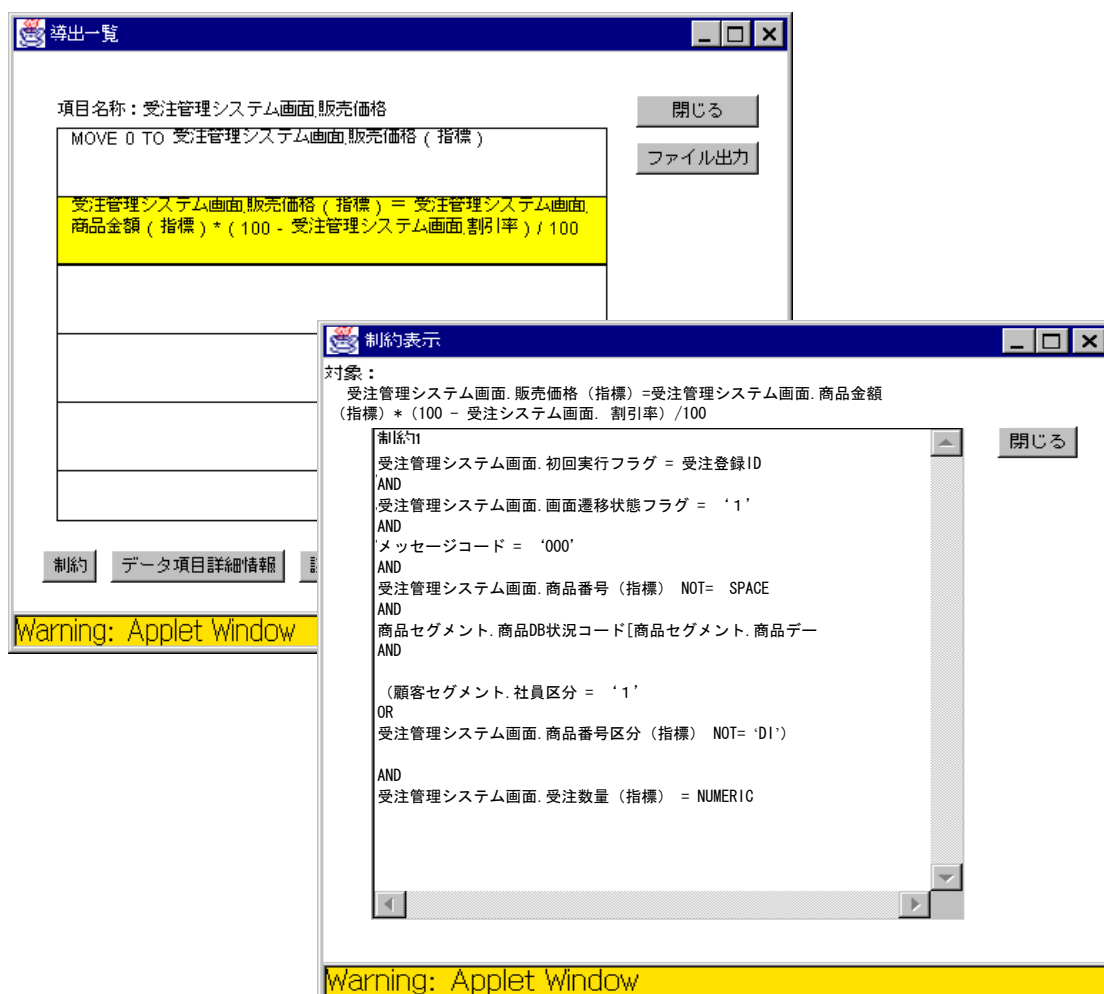 導出一覧
項目名称：受注管理システム画面.販売価格
閉じる
MOVE 0 TO 受注管理システム画面.販売価格 ( 指標 )
ファイル出力
受注管理システム画面.販売価格 ( 指標 ) ＝ 受注管理システム画面.
商品金額 ( 指標 ) * ( 100 - 受注管理システム画面.割引率 ) / 100
制約
データ項目詳細情報
Warning: Applet Window
制約表示
対象：
受注管理システム画面.販売価格（指標）=受注管理システム画面.商品金額
（指標）*（100 - 受注システム画面. 割引率）/100
制約1
閉じる
受注管理システム画面.初回実行フラグ = 受注登録ID
AND
受注管理システム画面.画面遷移状態フラグ = ‘１’
AND
メッセージコード = ‘000’
AND
受注管理システム画面.商品番号（指標） NOT= SPACE
AND
商品セグメント.商品DB状況コード[商品セグメント.商品デー
AND
（顧客セグメント.社員区分 = ‘１’
OR
受注管理システム画面.商品番号区分（指標） NOT= ‘DI’）
AND
受注管理システム画面.受注数量（指標） = NUMERIC
Warning: Applet Window